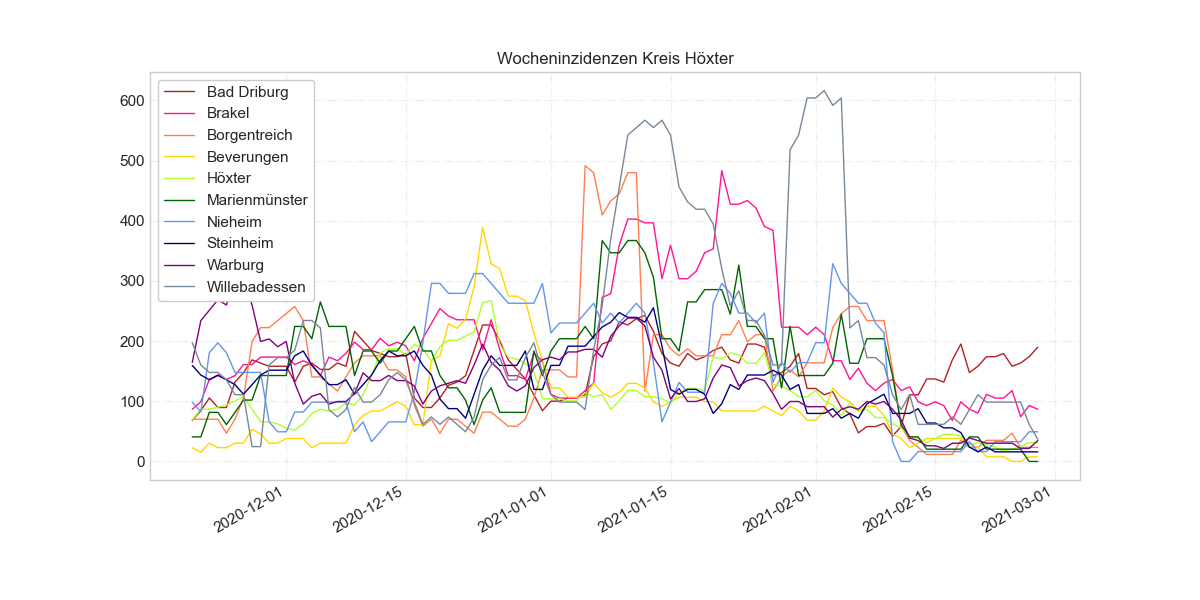 Wocheninzidenzen Kreis Höxter
600
500
400
300
200
100
0
Bad Driburg
Brakel
Borgentreich
Beverungen
Höxter
Marienmünster
Nieheim
Steinheim
Warburg
Willebadessen
2020-12-01
2020-12-15
2021-01-01
2021-01-15
2021-02-01
2021-02-15
2021-03-01